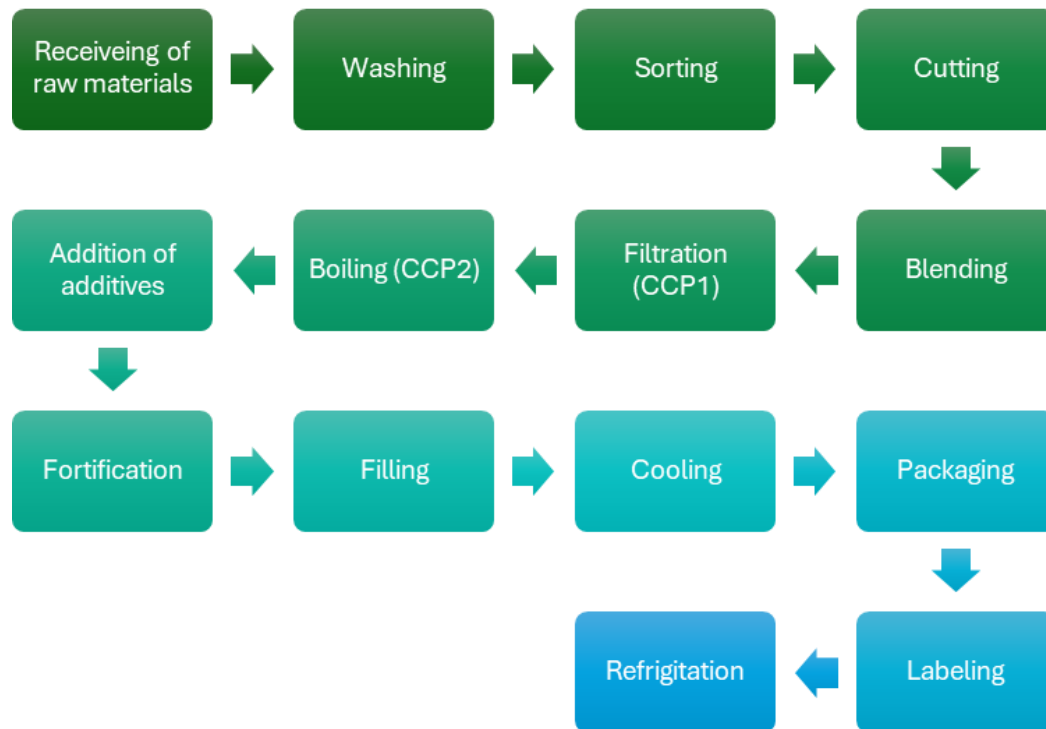 Receiveing of
raw materials
Washing
Sorting
Cutting
Blending
Filtration
(CCP1)
Boiling (CCP2)
Addition of
additives
Fortification
Filling
Cooling
Packaging
Labeling
Refrigitation